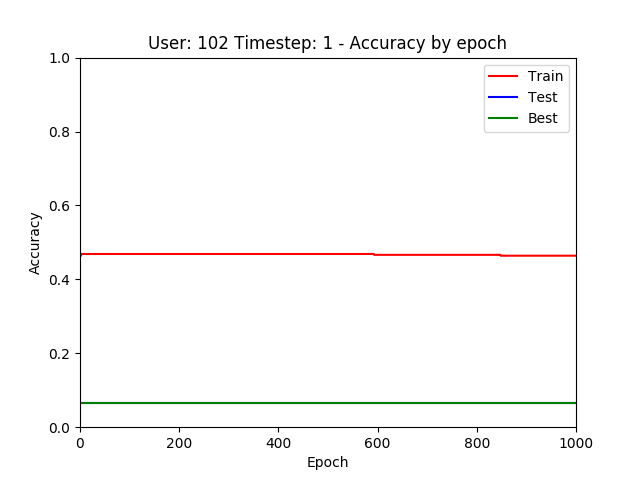 User: 102 Timestep: 1 - Accuracy by epoch
1.0
0.8
0.6
0.4
0.2
0.0
Accuracy
Train
Test
Best
0 200 400 600 800 1000
Epoch